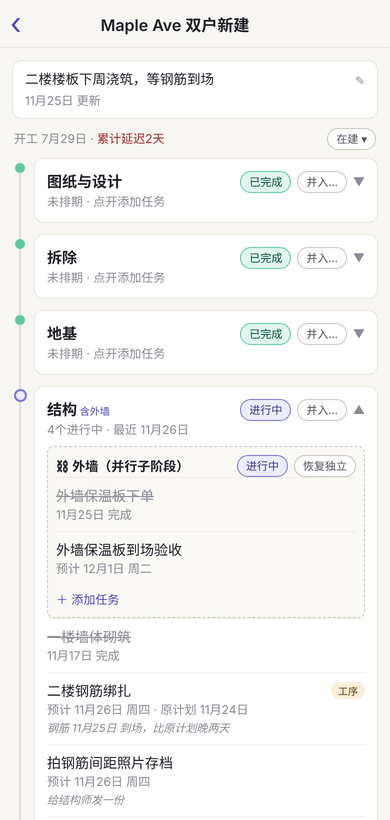 Maple Ave 双户新建
二楼楼板下周浇筑，等钢筋到场
11月25日 更新
开工 7月29日 · 累计延迟2天
在建 ▾
图纸与设计
已完成
并入...
未排期 · 点开添加任务
拆除
已完成
并入...
未排期 · 点开添加任务
地基
已完成
并入...
未排期 · 点开添加任务
结构 含外墙
进行中
并入...
4个进行中 · 最近 11月26日
外墙（并行子阶段）
进行中
恢复独立
外墙保温板下单
11月25日 完成
外墙保温板到场验收
预计 12月1日 周二
＋ 添加任务
一楼墙体砌筑
11月17日 完成
二楼钢筋绑扎
工序
预计 11月26日 周四 · 原计划 11月24日
钢筋 11月25日 到场，比原计划晚两天
拍钢筋间距照片存档
预计 11月26日 周四
给结构师发一份